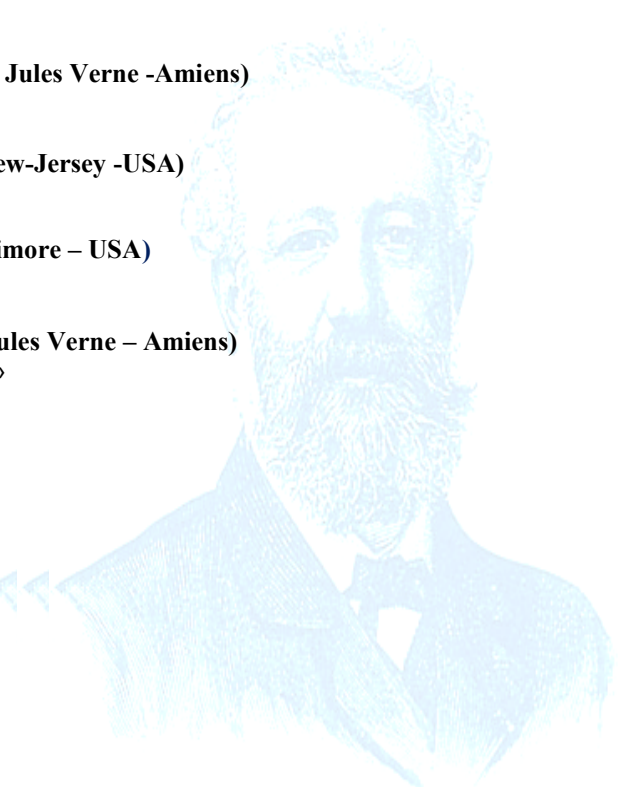 Jules Verne -Amiens)
ew-Jersey -USA)
imore – USA)
ules Verne – Amiens)
»